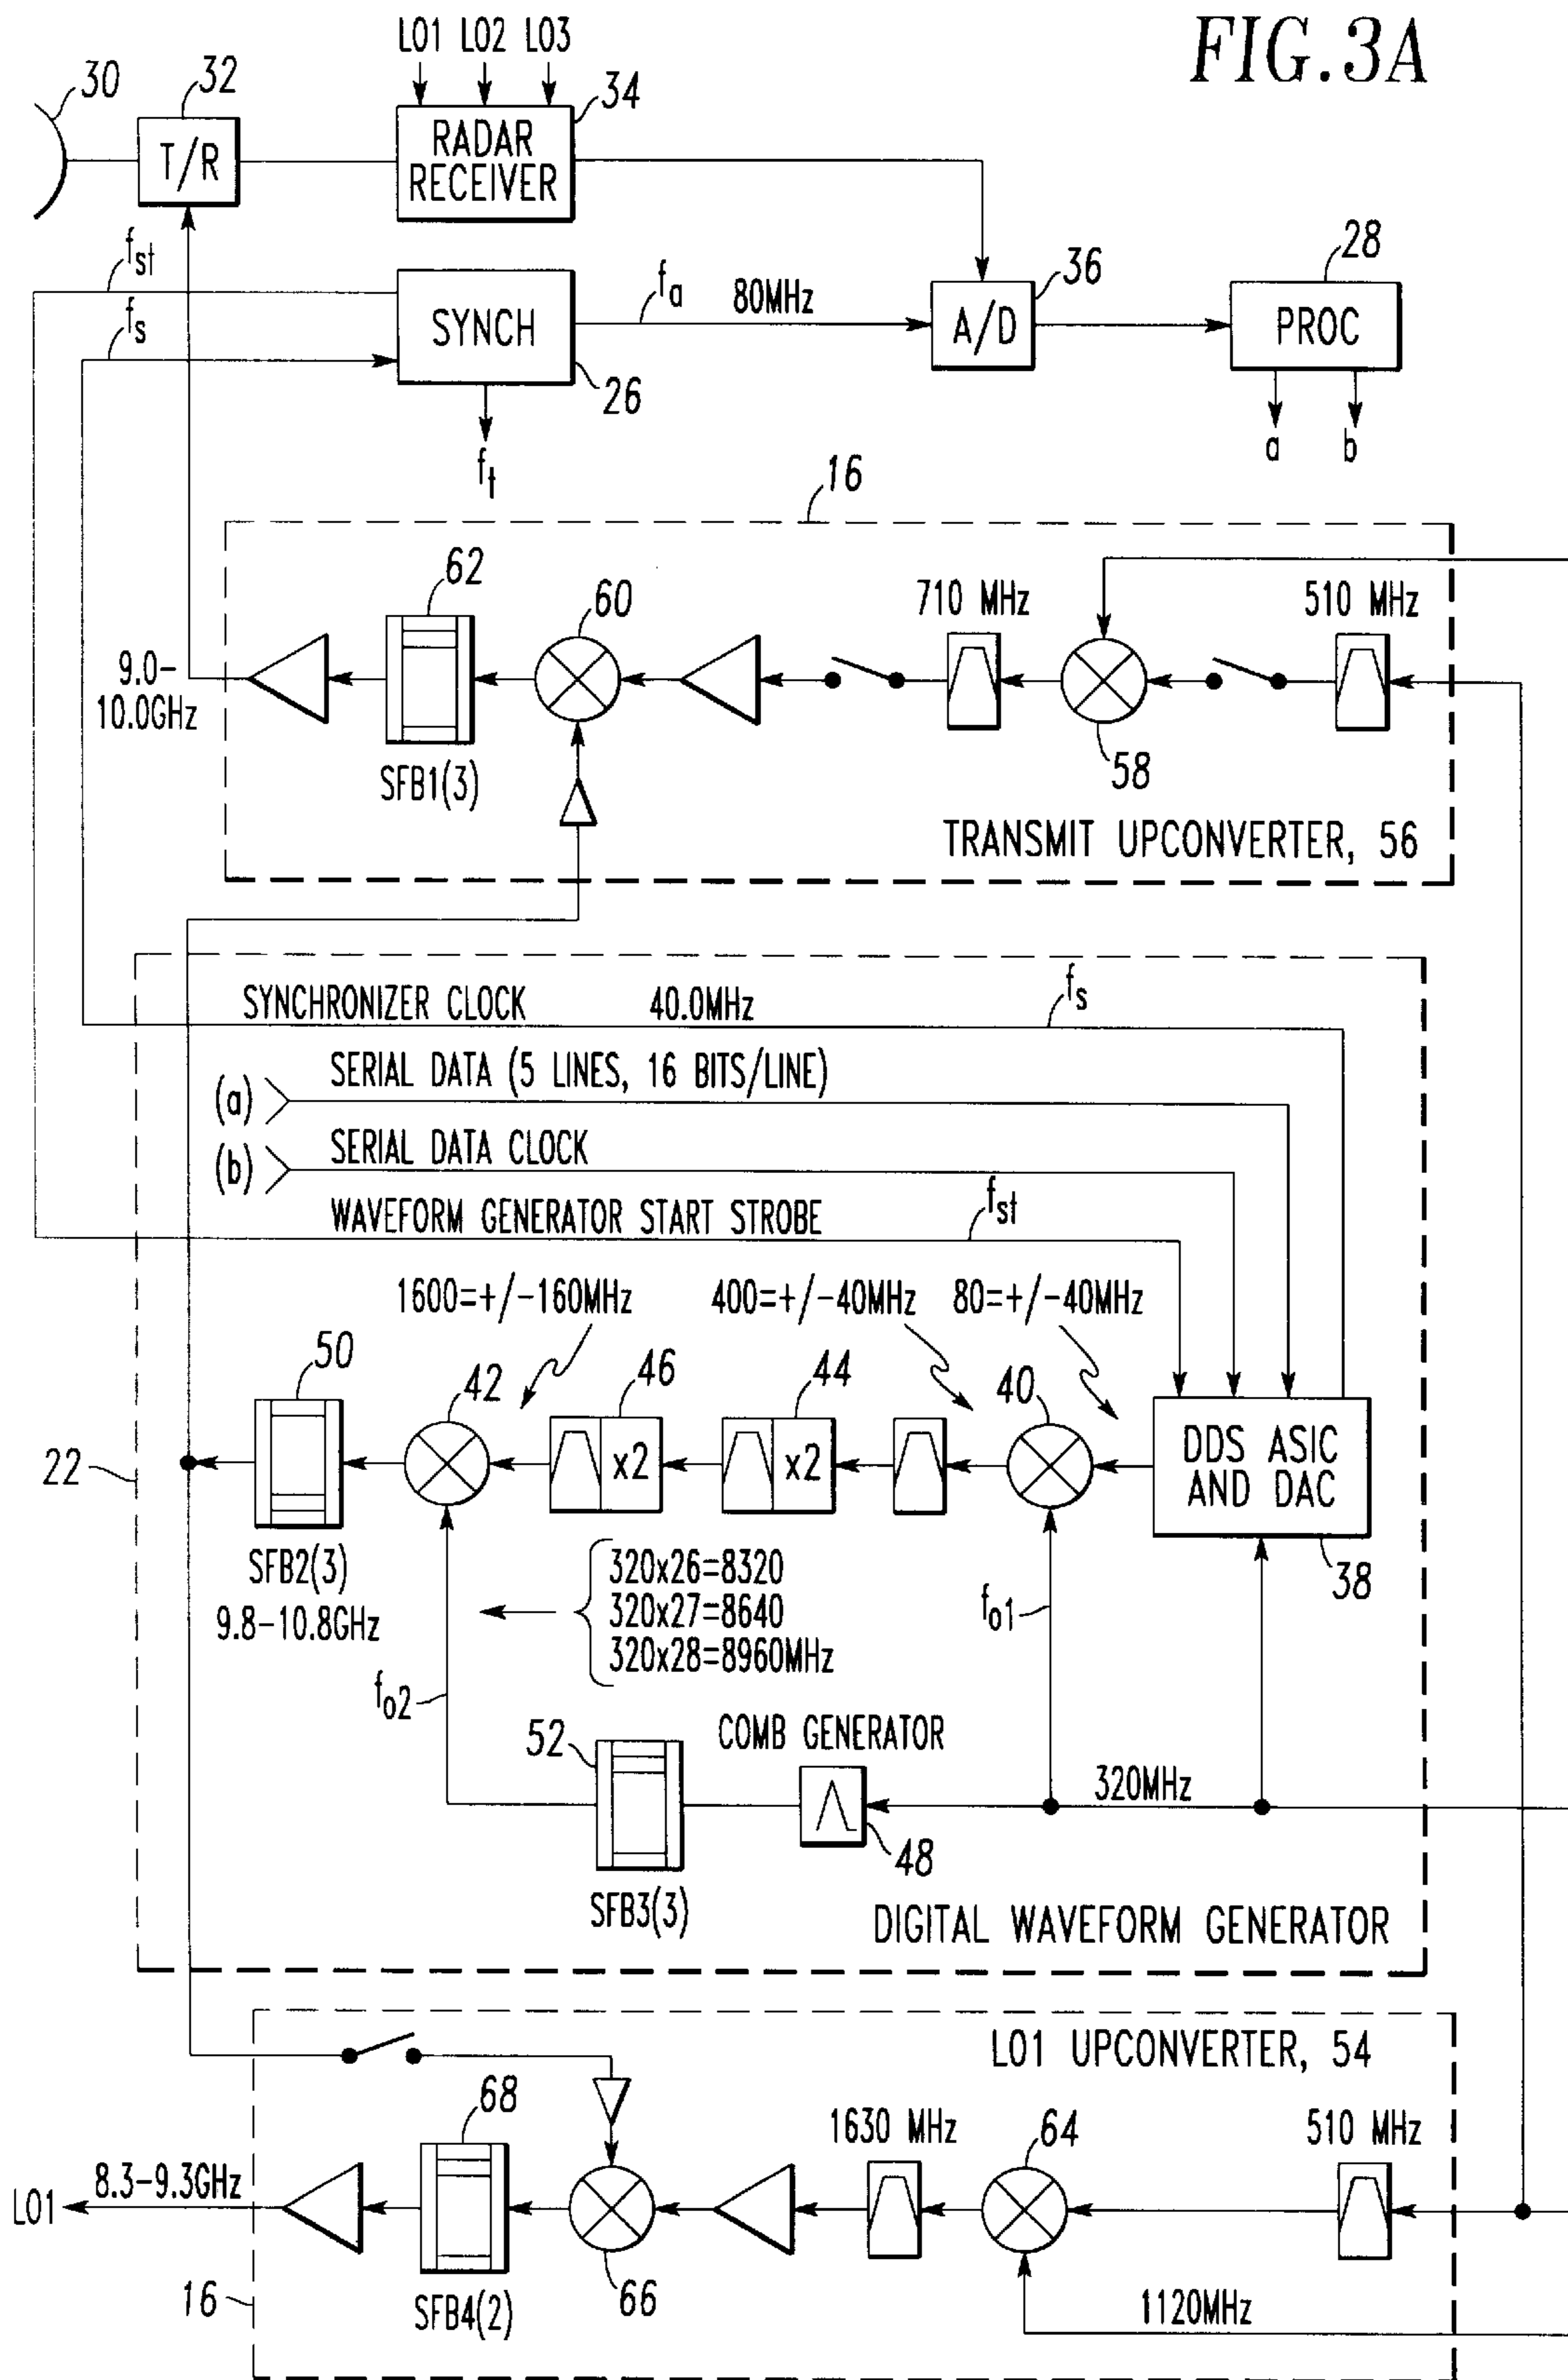 FIG.3A
LO1 LO2 LO3
30
32
34
T/R
RADAR
RECEIVER
fst
fs
SYNCH
26
ft
fa
80MHz
36
A/D
28
PROC
a
b
16
62
60
710 MHz
510 MHz
9.0-
10.0GHz
SFB1(3)
58
TRANSMIT UPCONVERTER, 56
SYNCHRONIZER CLOCK 40.0MHz
fs
(a)
SERIAL DATA (5 LINES, 16 BITS/LINE)
(b)
SERIAL DATA CLOCK
WAVEFORM GENERATOR START STROBE
fst
1600=+/-160MHz
400=+/-40MHz
80=+/-40MHz
22
50
42
46
44
40
x2
x2
DDS ASIC
AND DAC
38
SFB2(3)
9.8-10.8GHz
320x26=8320
320x27=8640
320x28=8960MHz
fo1
fo2
52
COMB GENERATOR
320MHz
48
SFB3(3)
DIGITAL WAVEFORM GENERATOR
LO1 UPCONVERTER, 54
68
1630 MHz
64
510 MHz
LO1
8.3-9.3GHz
66
16
SFB4(2)
1120MHz